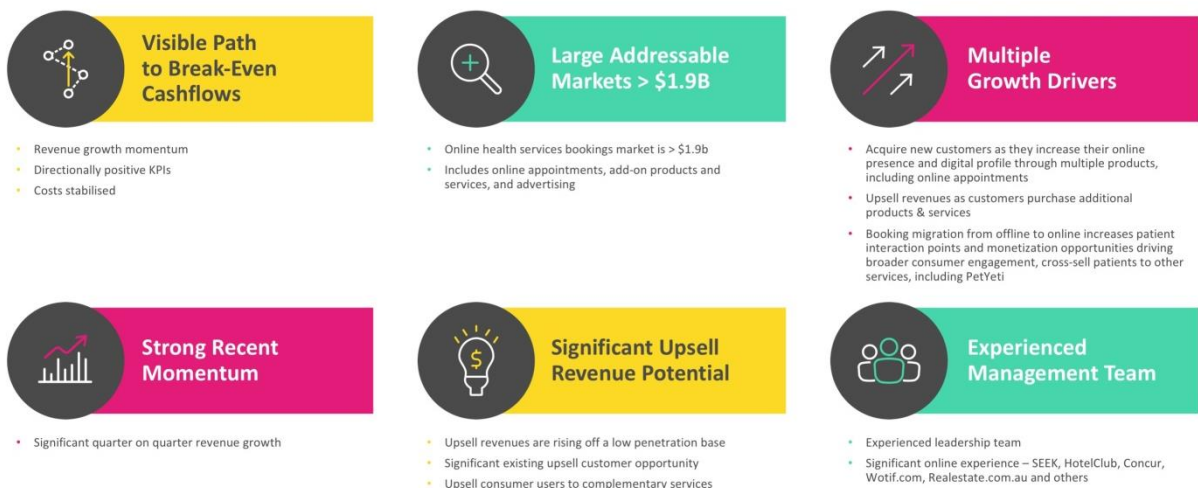 Visible Path
to Break-Even
Cashflows
• Revenue growth momentum
• Directionally positive KPIs
• Costs stabilised
Large Addressable
Markets > $1.9B
• Online health services bookings market is > $1.9b
• Includes online appointments, add-on products and
services, and advertising
Multiple
Growth Drivers
• Acquire new customers as they increase their online
presence and digital profile through multiple products,
including online appointments
• Upsell revenues as customers purchase additional
products & services
• Booking migration from offline to online increases patient
interaction points and monetization opportunities driving
broader consumer engagement, cross-sell patients to other
services, including PetYeti
Strong Recent
Momentum
• Significant quarter on quarter revenue growth
$
Significant Upsell
Revenue Potential
• Upsell revenues are rising off a low penetration base
• Significant existing upsell customer opportunity
• Upsell consumer users to complementary services
Experienced
Management Team
• Experienced leadership team
• Significant online experience – SEEK, HotelClub, Concur,
Wotif.com, Realestate.com.au and others